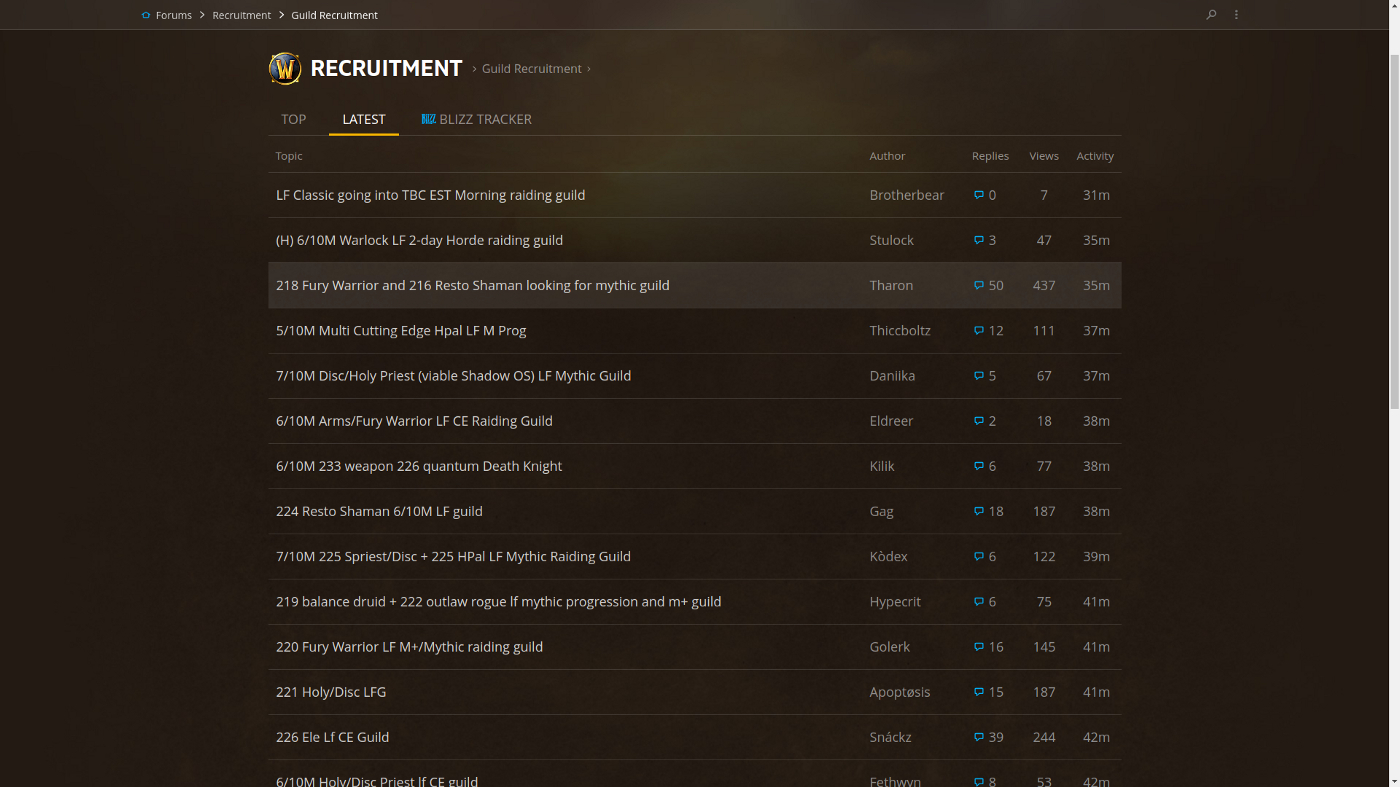 Forums Recruitment Guild Recruitment
W RECRUITMENT Guild Recruitment
TOP LATEST BLIZZ BLIZZ TRACKER
Topic Author Replies Views Activity
LF Classic going into TBC EST Morning raiding guild Brotherbear 0 7 31m
(H) 6/10M Warlock LF 2-day Horde raiding guild Stulock 3 47 35m
218 Fury Warrior and 216 Resto Shaman looking for mythic guild Tharon 50 437 35m
5/10M Multi Cutting Edge Hpal LF M Prog Thiccboltz 12 111 37m
7/10M Disc/Holy Priest (viable Shadow OS) LF Mythic Guild Daniika 5 67 37m
6/10M Arms/Fury Warrior LF CE Raiding Guild Eldreer 2 18 38m
6/10M 233 weapon 226 quantum Death Knight Kilik 6 77 38m
224 Resto Shaman 6/10M LF guild Gag 18 187 38m
7/10M 225 Spriest/Disc + 225 HPal LF Mythic Raiding Guild Kòdex 6 122 39m
219 balance druid + 222 outlaw rogue lf mythic progression and m+ guild Hypecrit 6 75 41m
220 Fury Warrior LF M+/Mythic raiding guild Golerk 16 145 41m
221 Holy/Disc LFG Apoptøsis 15 187 41m
226 Ele Lf CE Guild Snáckz 39 244 42m
6/10M Holy/Disc Priest lf CE guild Fethwyn 8 53 42m